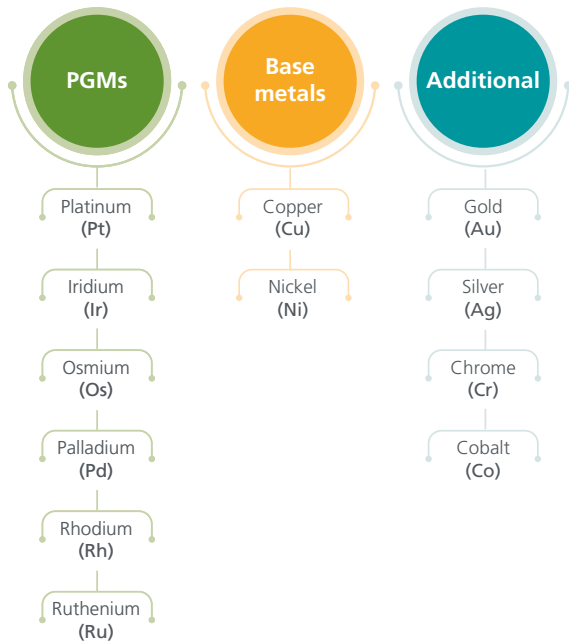 PGMs
Platinum
(Pt)
Iridium
(Ir)
Osmium
(Os)
Palladium
(Pd)
Rhodium
(Rh)
Ruthenium
(Ru)
Base
metals
Copper
(Cu)
Nickel
(Ni)
Additional
Gold
(Au)
Silver
(Ag)
Chrome
(Cr)
Cobalt
(Co)